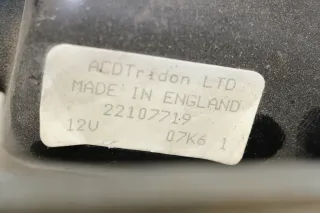 ACDTridon LTD
MADE IN ENGLAND
22107719
12V 07K6 1